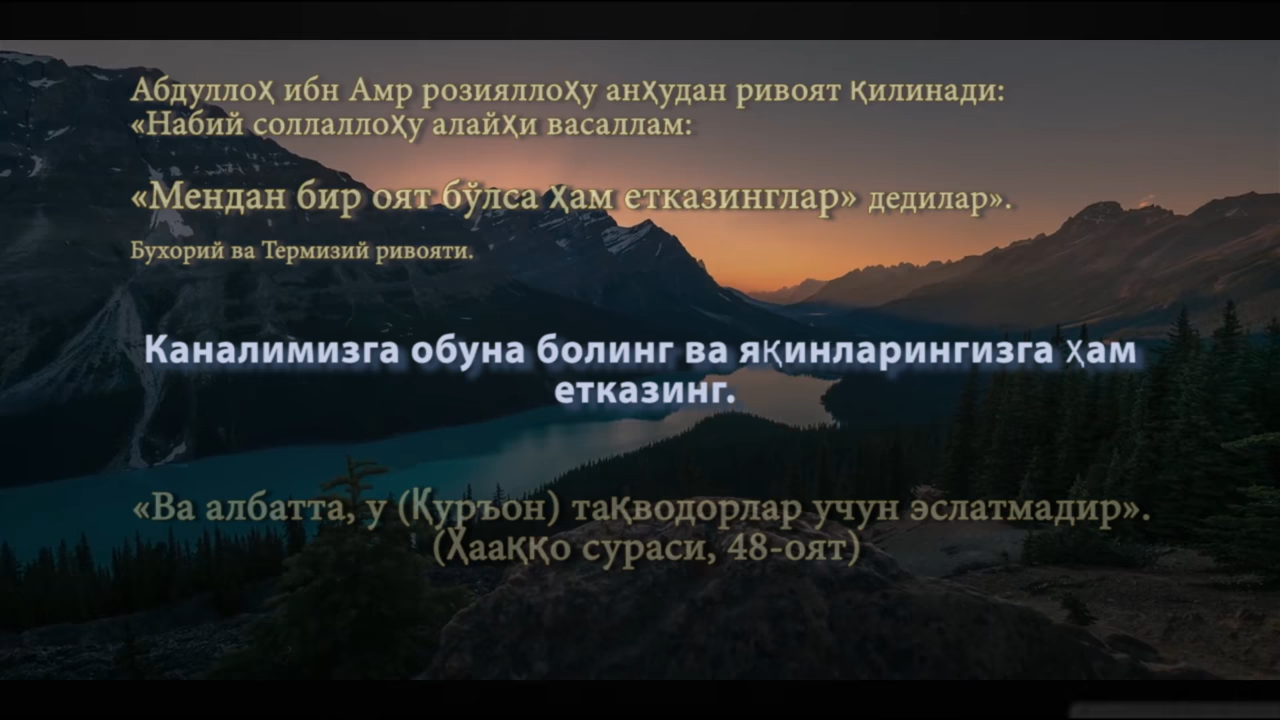 Абдуллоҳ ибн Амр розияллоҳу анҳудан ривоят қилинади:
«Набий соллаллоҳу алайҳи васаллам:
«Мендан бир оят бўлса ҳам етказинглар» дедилар».
Бухорий ва Термизий ривояти.
Каналимизга обуна болинг ва яқинларингизга ҳам
етказинг.
«Ва албатта, у (Қуръон) тақводорлар учун эслатмадир».
(Ҳааққо сураси, 48-оят)